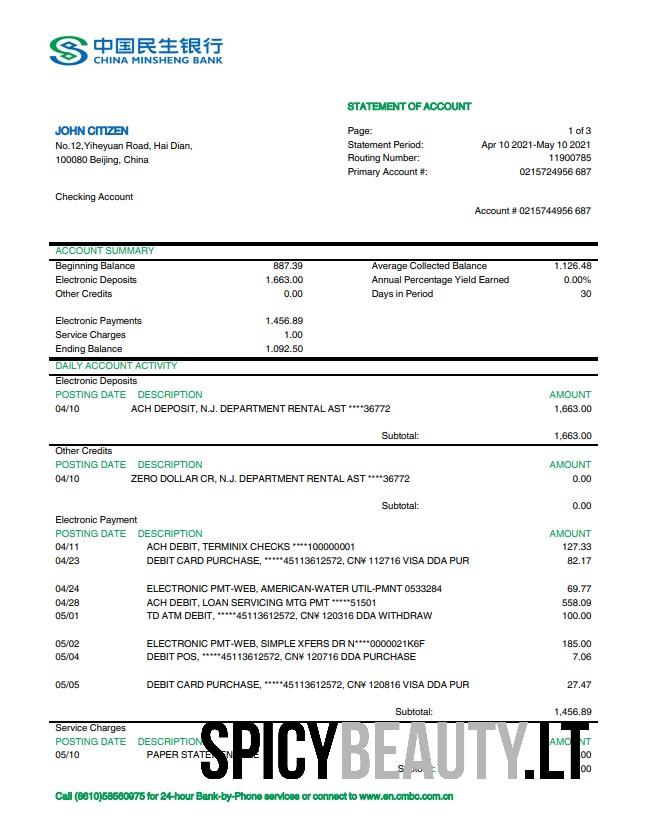 中国民生银行
CHINA MINSHENG BANK
STATEMENT OF ACCOUNT
JOHN CITIZEN
No.12,Yiheyuan Road, Hai Dian,
100080 Beijing, China
Page: 1 of 3
Statement Period: Apr 10 2021-May 10 2021
Routing Number: 11900785
Primary Account #: 0215724956 687
Checking Account
Account # 0215744956 687
ACCOUNT SUMMARY
Beginning Balance 887.39 Average Collected Balance 1.126.48
Electronic Deposits 1.663.00 Annual Percentage Yield Earned 0.00%
Other Credits 0.00 Days in Period 30
Electronic Payments 1.456.89
Service Charges 1.00
Ending Balance 1.092.50
DAILY ACCOUNT ACTIVITY
Electronic Deposits
POSTING DATE DESCRIPTION AMOUNT
04/10 ACH DEPOSIT, N.J. DEPARTMENT RENTAL AST ****36772 1,663.00
Subtotal: 1,663.00
Other Credits
POSTING DATE DESCRIPTION AMOUNT
04/10 ZERO DOLLAR CR, N.J. DEPARTMENT RENTAL AST ****36772 0.00
Subtotal: 0.00
Electronic Payment
POSTING DATE DESCRIPTION AMOUNT
04/11 ACH DEBIT, TERMINIX CHECKS ****100000001 127.33
04/23 DEBIT CARD PURCHASE, *****45113612572, CN¥ 112716 VISA DDA PUR 82.17
04/24 ELECTRONIC PMT-WEB, AMERICAN-WATER UTIL-PMNT 0533284 69.77
04/28 ACH DEBIT, LOAN SERVICING MTG PMT *****51501 558.09
05/01 TD ATM DEBIT, *****45113612572, CN¥ 120316 DDA WITHDRAW 100.00
05/02 ELECTRONIC PMT-WEB, SIMPLE XFERS DR N****0000021K6F 185.00
05/04 DEBIT POS, *****45113612572, CN¥ 120716 DDA PURCHASE 7.06
05/05 DEBIT CARD PURCHASE, *****45113612572, CN¥ 120816 DDA PUR 27.47
Subtotal: 1,456.89
Service Charges
POSTING DATE DESCRIPTION AMOUNT
05/10 PAPER
SPICYBEAUTY.LT
Call (8610)58560975 for 24-hour Bank-by-Phone services or connect to www.en.cmbc.com.cn